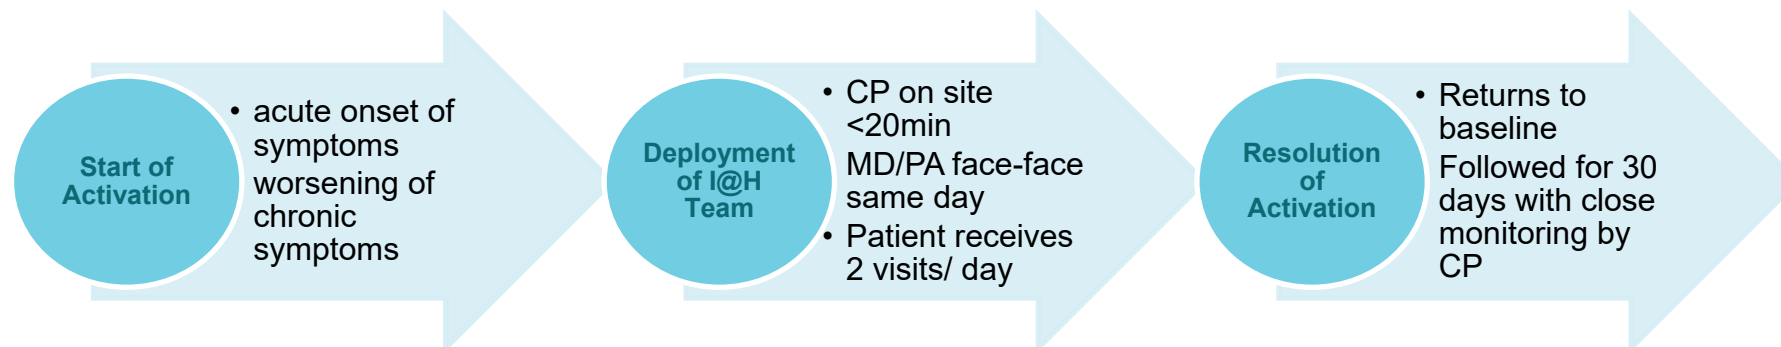 Start of
Activation
• acute onset of
symptoms
• worsening of
chronic
symptoms
Deployment
of I@H
Team
• CP on site
<20min
• MD/PA face-face
same day
• Patient receives
2 visits/ day
Resolution
of
Activation
• Returns to
baseline
• Followed for 30
days with close
monitoring by
CP